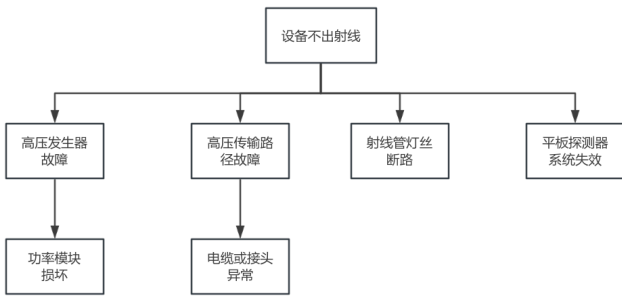 设备不出射线
高压发生器
故障
高压传输路
径故障
射线管灯丝
断路
平板探测器
系统失效
功率模块
损坏
电缆或接头
异常